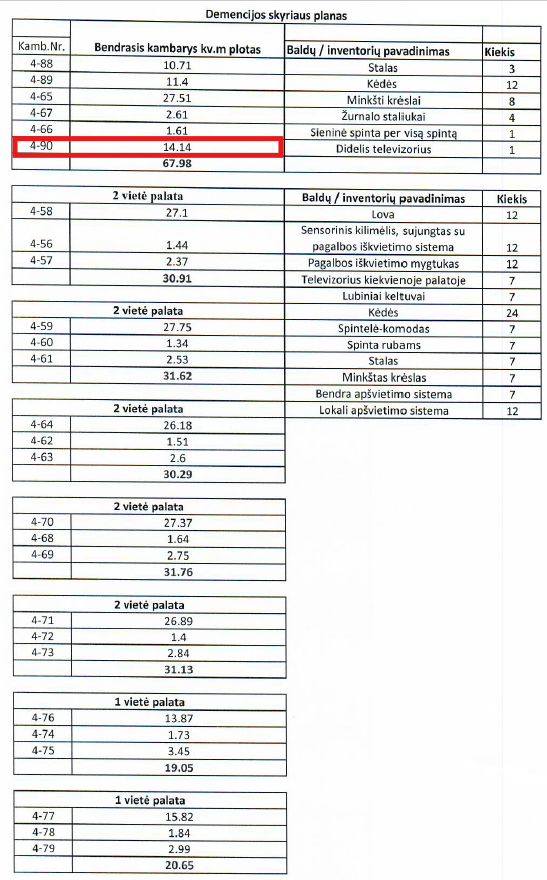 Demencijos skyriaus planas
Kamb.Nr. Bendrasis kambarys kv.m plotas Baldų / inventorių pavadinimas Kiekis
4-88 10.71 Stalas 3
4-89 11.4 Kėdės 12
4-65 27.51 Minkšti krėslai 8
4-67 2.61 Žurnalo staliukai 4
4-66 1.61 Sieninė spinta per visą spintą 1
4-90 14.14 Didelis televizorius 1
67.98
2 vietė palata Baldų / inventorių pavadinimas Kiekis
4-58 27.1 Lova 12
Sensorinis kilimėlis, sujungtas su
4-56 1.44 pagalbos iškvietimo sistema 12
4-57 2.37 Pagalbos iškvietimo mygtukas 12
30.91 Televizorius kiekvienoje palatoje 7
Lubiniai keltuvai 7
2 vietė palata Kėdės 24
4-59 27.75 Spintelė-komodas 7
4-60 1.34 Spinta rubams 7
4-61 2.53 Stalas 7
31.62 Minkštas krėslas 7
Bendra apšvietimo sistema 7
2 vietė palata Lokali apšvietimo sistema 12
4-64 26.18
4-62 1.51
4-63 2.6
30.29
2 vietė palata
4-70 27.37
4-68 1.64
4-69 2.75
31.76
2 vietė palata
4-71 26.89
4-72 1.4
4-73 2.84
31.13
1 vietė palata
4-76 13.87
4-74 1.73
4-75 3.45
19.05
1 vietė palata
4-77 15.82
4-78 1.84
4-79 2.99
20.65